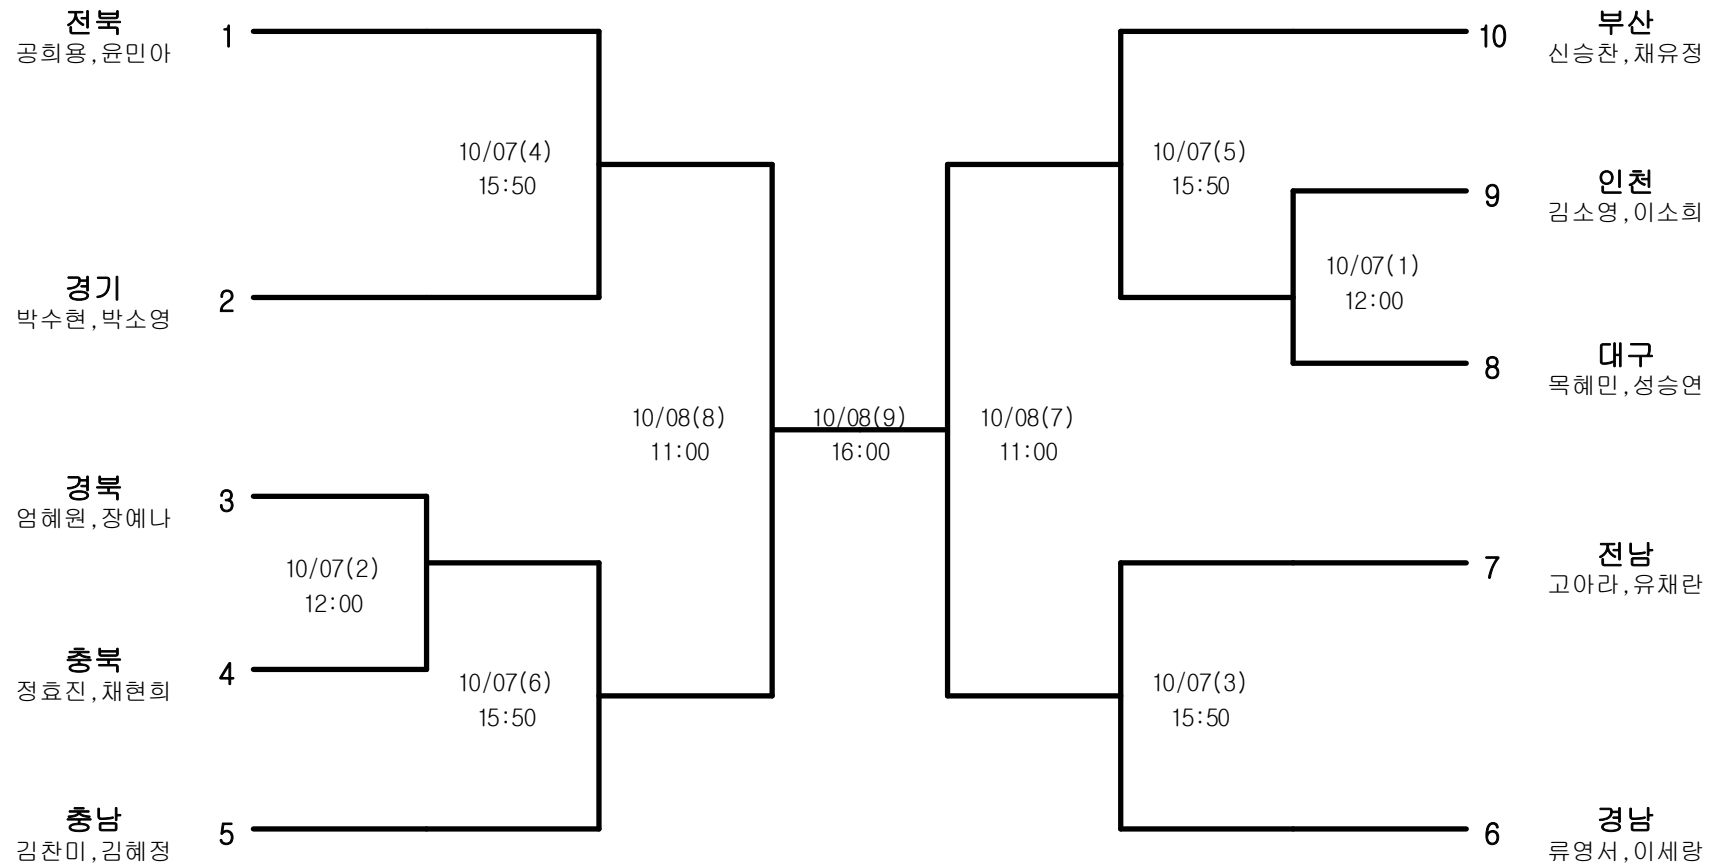 전북
공희용,윤민아
1
10/07(4)
15:50
경기
박수현,박소영
2
경북
엄혜원,장예나
3
10/07(2)
12:00
충북
정효진,채현희
4
10/07(6)
15:50
충남
김찬미,김혜정
5
10/08(8)
11:00
10/08(9)
16:00
10/08(7)
11:00
10
부산
신승찬,채유정
10/07(5)
15:50
9
인천
김소영,이소희
10/07(1)
12:00
8
대구
목혜민,성승연
7
전남
고아라,유채란
10/07(3)
15:50
6
경남
류영서,이세랑